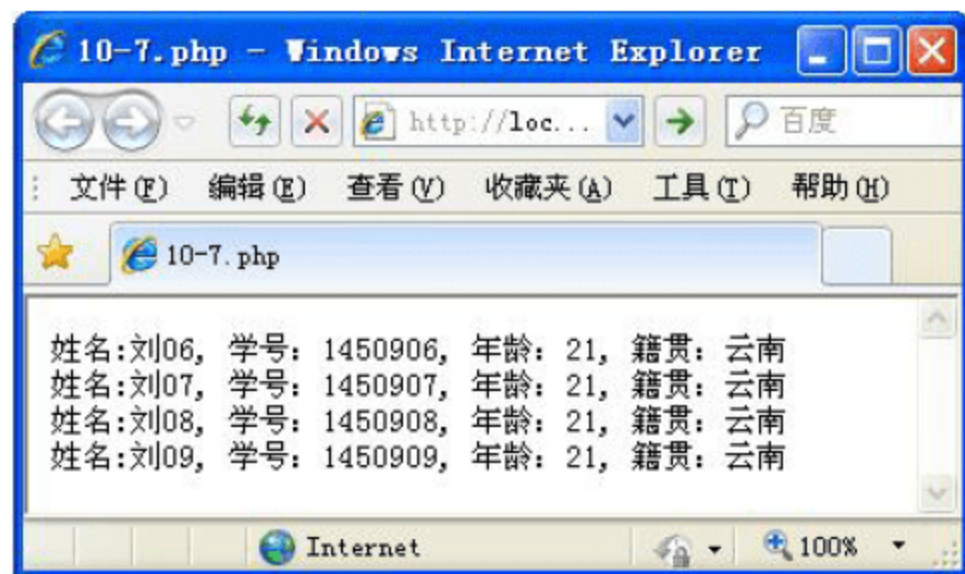 10-7.php - Windows Internet Explorer
http://loc... 百度
文件(F) 编辑(E) 查看(V) 收藏夹(A) 工具(T) 帮助(H)
10-7.php
姓名:刘06, 学号: 1450906, 年龄: 21, 籍贯: 云南
姓名:刘07, 学号: 1450907, 年龄: 21, 籍贯: 云南
姓名:刘08, 学号: 1450908, 年龄: 21, 籍贯: 云南
姓名:刘09, 学号: 1450909, 年龄: 21, 籍贯: 云南
Internet 100%